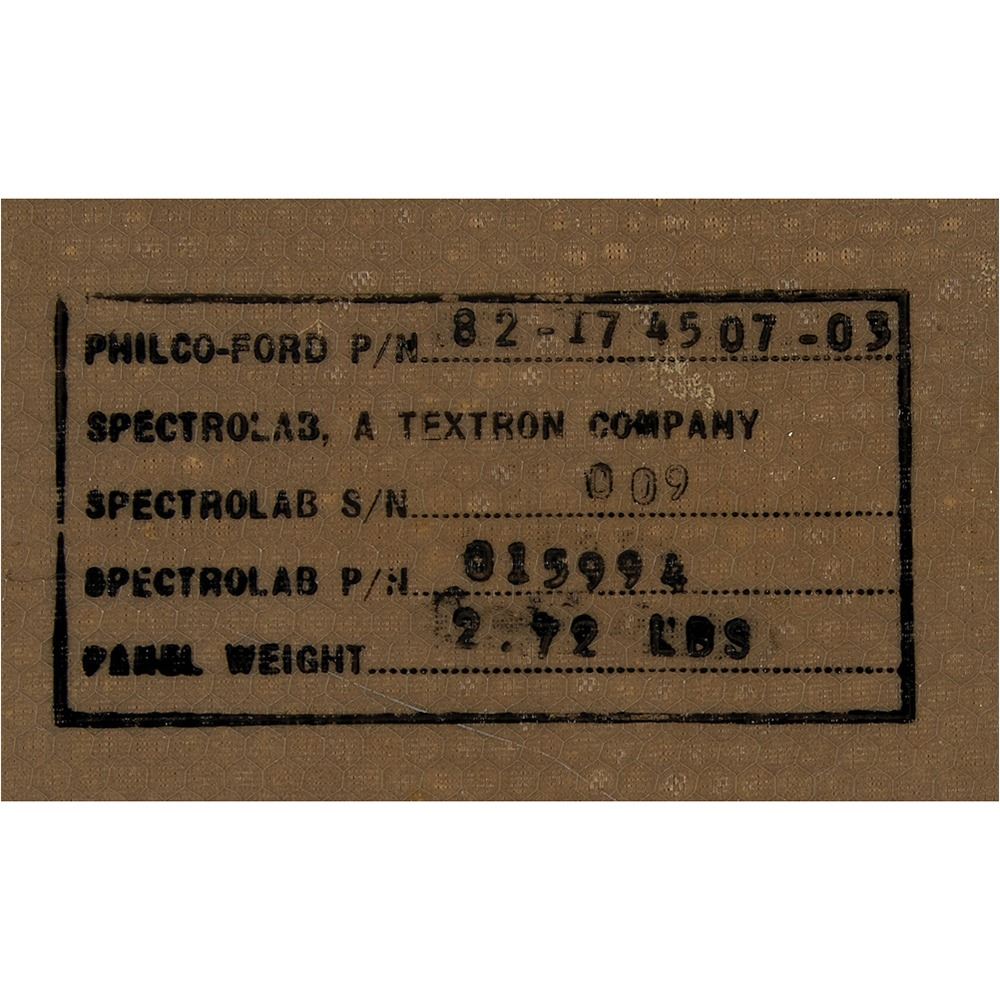 PHILCO-FORD P/N 82-174507-03
SPECTROLAB, A TEXTRON COMPANY
SPECTROLAB S/N 009
SPECTROLAB P/N 015994
PANEL WEIGHT 2.72 LBS